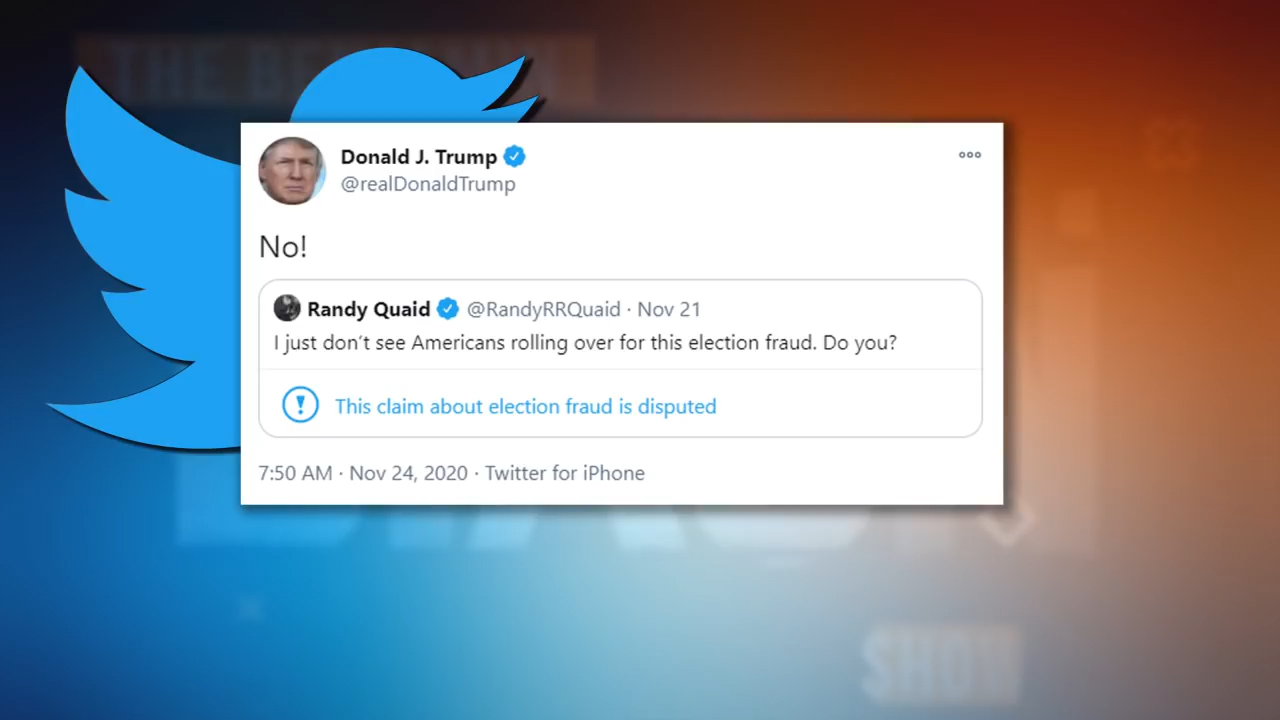 Donald J. Trump
@realDonaldTrump
No!
Randy Quaid @RandyRRQuaid · Nov 21
I just don't see Americans rolling over for this election fraud. Do you?
This claim about election fraud is disputed
7:50 AM · Nov 24, 2020 · Twitter for iPhone
SHOW